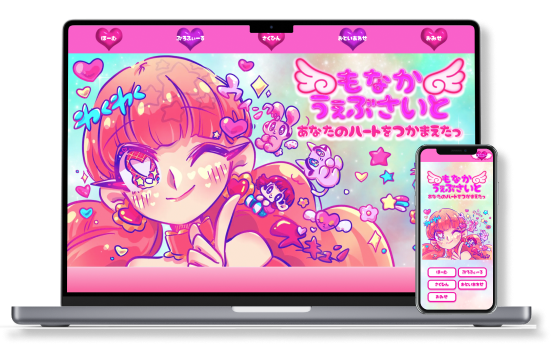 ほーむ
ぷろふぃーる
さくひん
おといあわせ
おみせ
わくわく
もなか
うぇぶさいと
あなたのハートをつかまえたっ
もなか
うぇぶさいと
あなたのハートをつかまえたっ
ほーむ
ぷろふぃーる
さくひん
おといあわせ
おみせ